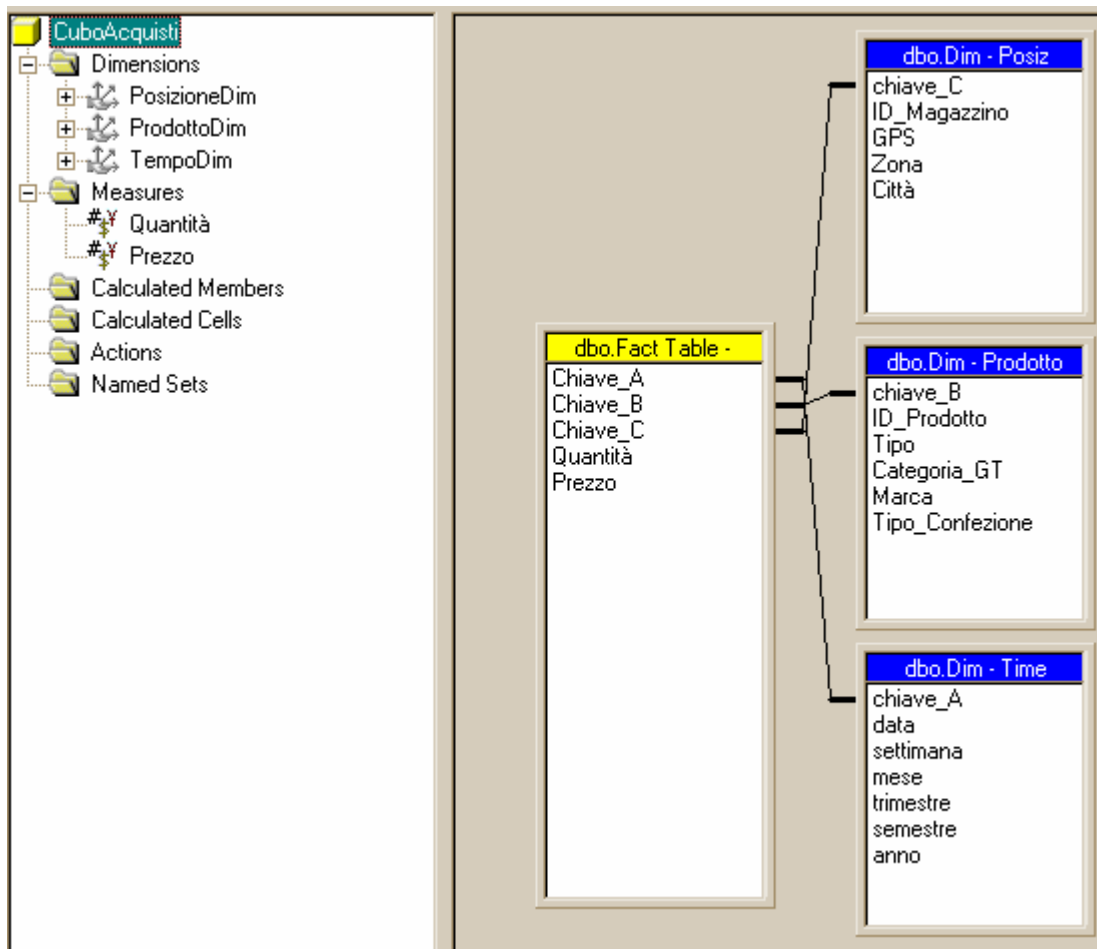 CuboAcquisti
Dimensions
PosizioneDim
ProdottoDim
TempoDim
Measures
Quantità
Prezzo
Calculated Members
Calculated Cells
Actions
Named Sets
dbo.Fact Table -
Chiave_A
Chiave_B
Chiave_C
Quantità
Prezzo
dbo.Dim - Posiz
chiave_C
ID_Magazzino
GPS
Zona
Città
dbo.Dim - Prodotto
chiave_B
ID_Prodotto
Tipo
Categoria_GT
Marca
Tipo_Confezione
dbo.Dim - Time
chiave_A
data
settimana
mese
trimestre
semestre
anno